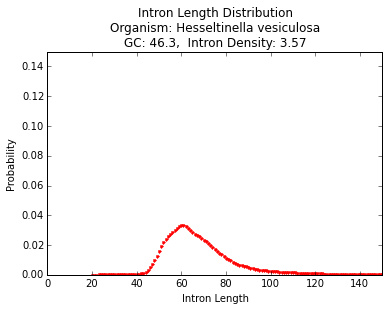 Intron Length Distribution
Organism: Hesseltinella vesiculosa
GC: 46.3,  Intron Density: 3.57
0.14
0.12
0.10
0.08
0.06
0.04
0.02
0.00
Probability
0 20 40 60 80 100 120 140
Intron Length